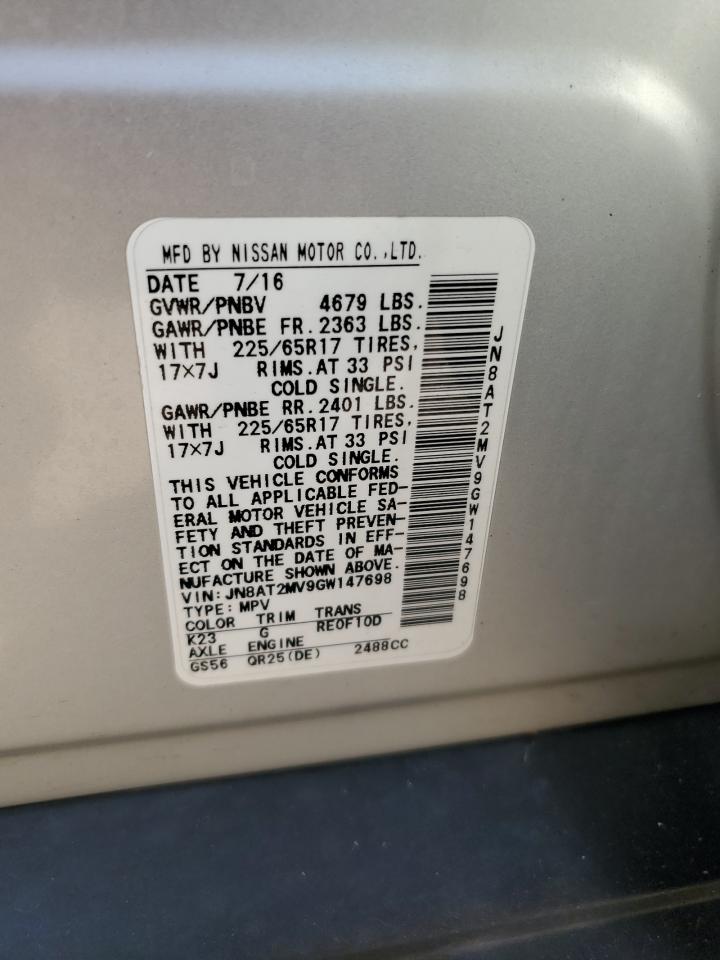 MFD BY NISSAN MOTOR CO.,LTD.
DATE 7/16
GVWR/PNBV 4679 LBS.
GAWR/PNBE FR. 2363 LBS.
WITH 225/65R17 TIRES,
17×7J RIMS. AT 33 PSI
COLD SINGLE.
GAWR/PNBE RR. 2401 LBS.
WITH 225/65R17 TIRES,
17×7J RIMS. AT 33 PSI
COLD SINGLE.
THIS VEHICLE CONFORMS
TO ALL APPLICABLE FED-
ERAL MOTOR VEHICLE SA-
FETY AND THEFT PREVEN-
TION STANDARDS IN EFF-
ECT ON THE DATE OF MA-
NUFACTURE SHOWN ABOVE.
VIN: JN8AT2MV9GW147698
TYPE: MPV
COLOR TRIM TRANS
K23 G RE0F10D
AXLE ENGINE
GS56 QR25(DE) 2488CC
JN8AT2MV9GW147698